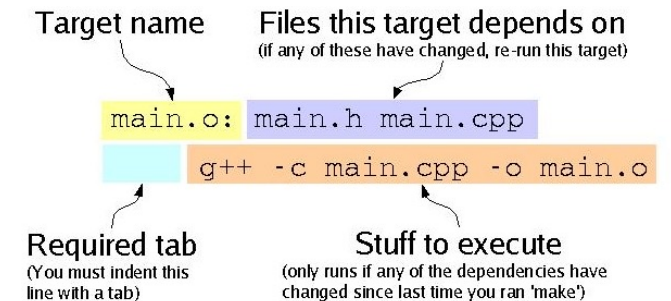 Target name
Files this target depends on
(if any of these have changed, re-run this target)
main.o: main.h main.cpp
g++ -c main.cpp -o main.o
Required tab
(You must indent this
line with a tab)
Stuff to execute
(only runs if any of the dependencies have
changed since last time you ran 'make')